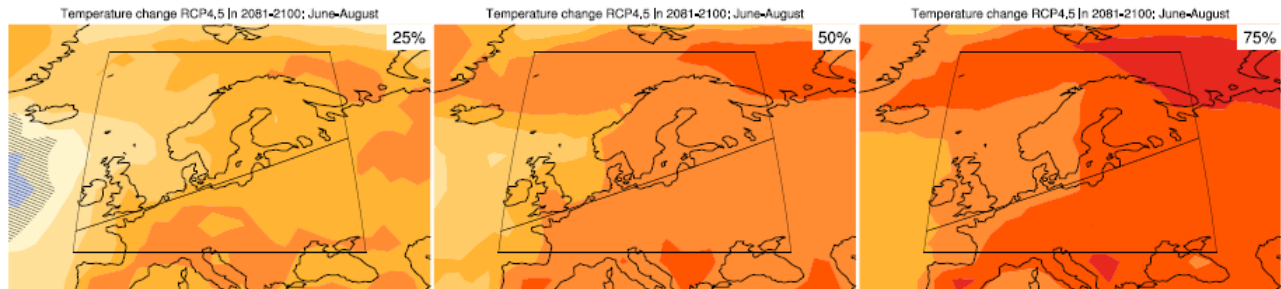 Temperature change RCP4.5 in 2081-2100: June-August
25%
Temperature change RCP4.5 in 2081-2100: June-August
50%
Temperature change RCP4.5 in 2081-2100: June-August
75%